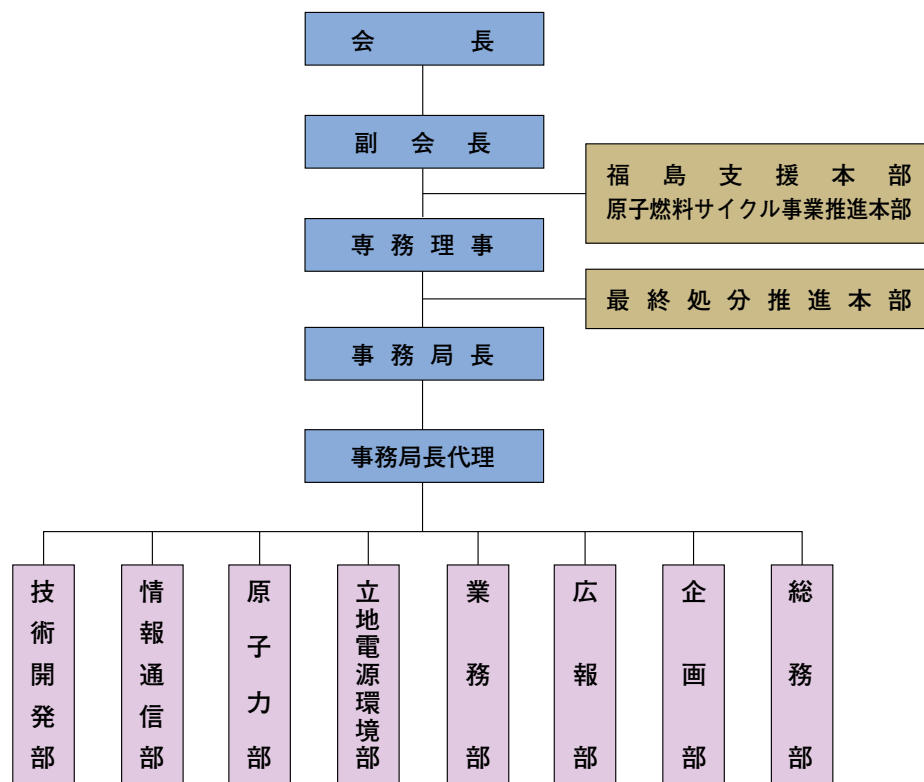 会長
副会長
福島支援本部
原子燃料サイクル事業推進本部
専務理事
最終処分推進本部
事務局長
事務局長代理
技術開発部
情報通信部
原子力部
立地電源環境部
業務部
広報部
企画部
総務部